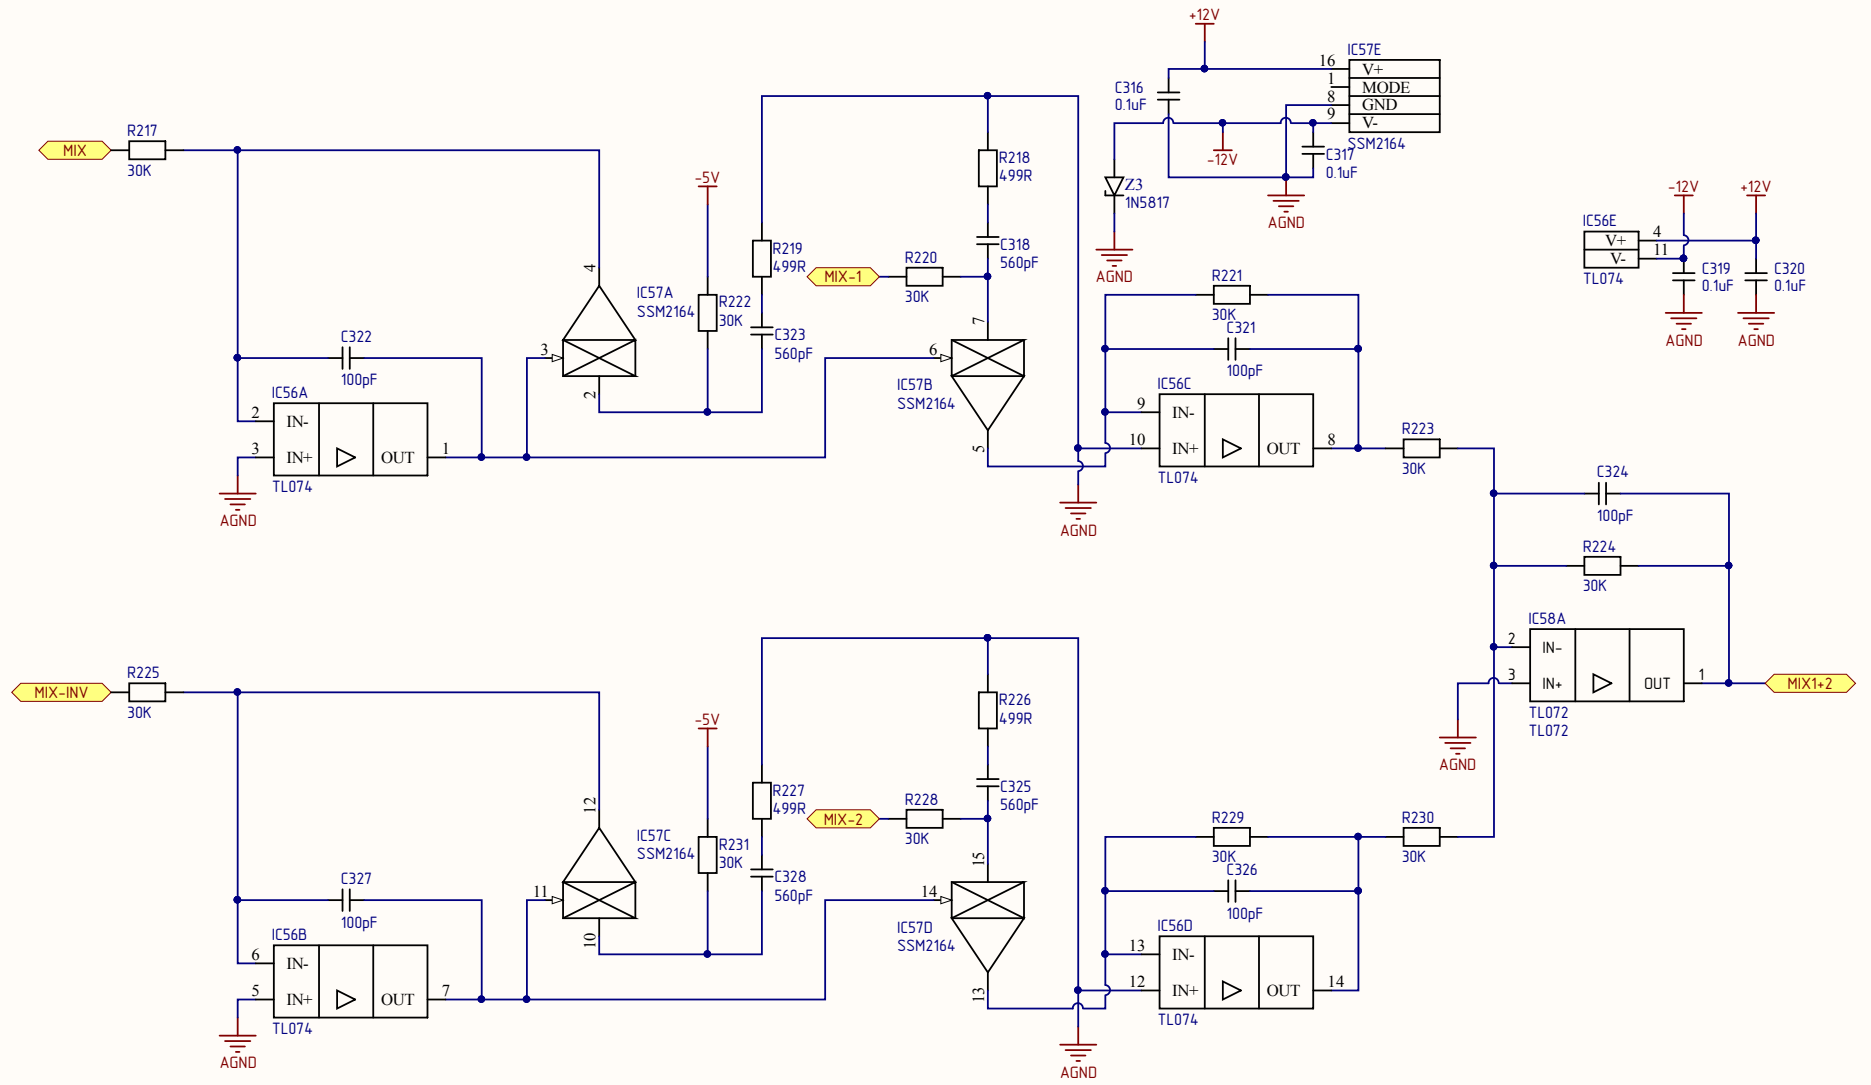 +12V
IC57E
16
V+
1
MODE
8
GND
9
V-
SSM2164
C316
0.1uF
-12V
C317
0.1uF
AGND
Z3
1N5817
AGND
-12V
+12V
IC56E
V+
4
V-
11
TL074
C319
0.1uF
C320
0.1uF
AGND
AGND
MIX
R217
30K
-5V
R218
499R
R219
499R
C318
560pF
MIX-1
R220
30K
4
IC57A
SSM2164
R222
30K
C323
560pF
7
3
2
6
IC57B
SSM2164
5
C322
100pF
IC56A
2
IN-
3
IN+
OUT
1
TL074
AGND
R221
30K
C321
100pF
IC56C
9
IN-
10
IN+
OUT
8
TL074
AGND
R223
30K
C324
100pF
R224
30K
IC58A
2
IN-
3
IN+
OUT
1
TL072
TL072
MIX1+2
AGND
MIX-INV
R225
30K
-5V
R226
499R
R227
499R
C325
560pF
MIX-2
R228
30K
12
IC57C
SSM2164
R231
30K
C328
560pF
15
11
10
14
IC57D
SSM2164
13
C327
100pF
IC56B
6
IN-
5
IN+
OUT
7
TL074
AGND
R229
30K
C326
100pF
R230
30K
IC56D
13
IN-
12
IN+
OUT
14
TL074
AGND